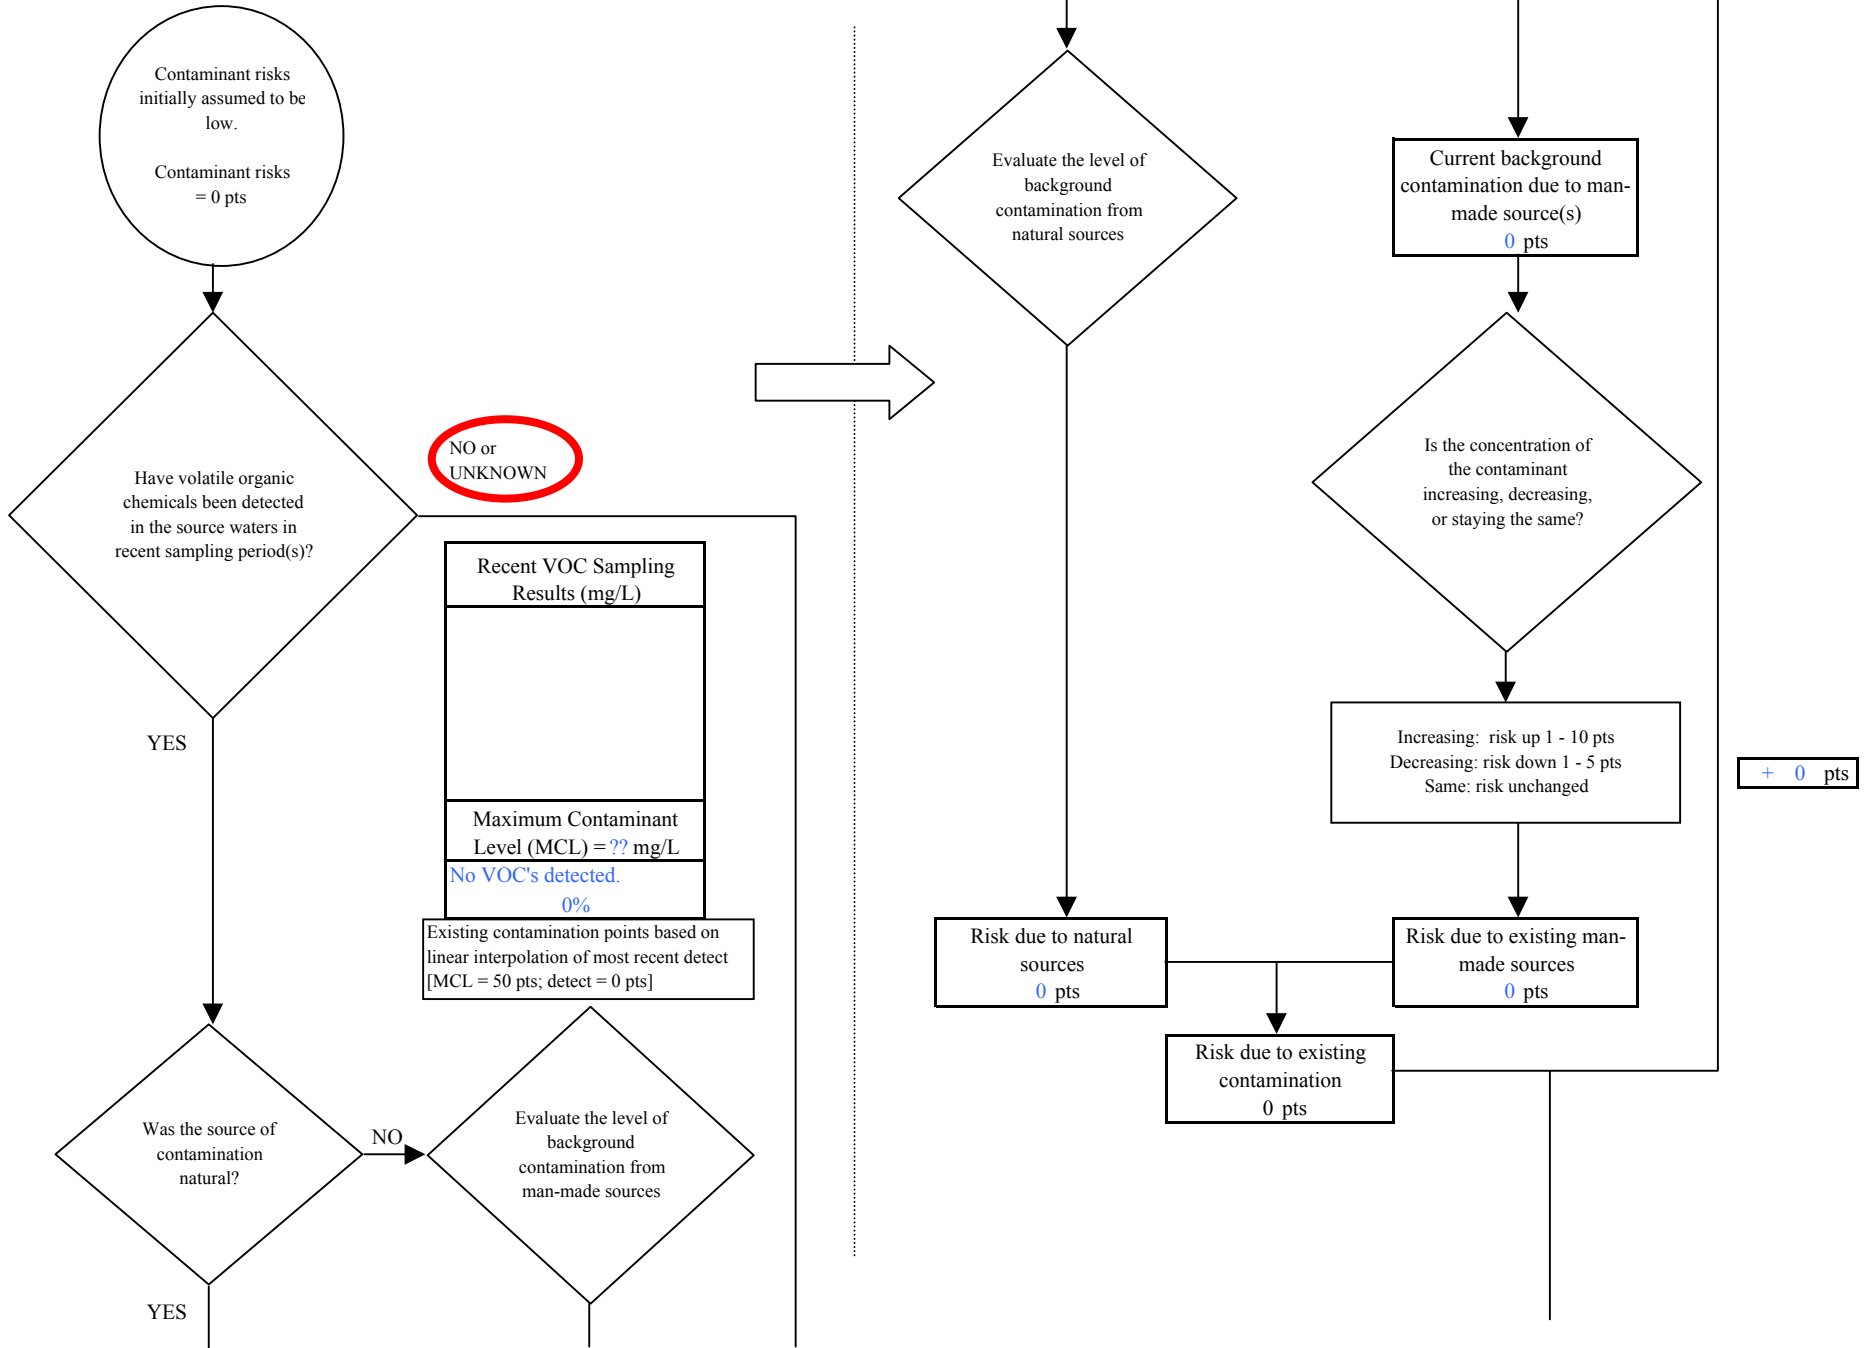 Contaminant risks
initially assumed to be
low.
Contaminant risks
= 0 pts
Have volatile organic
chemicals been detected
in the source waters in
recent sampling period(s)?
NO or
UNKNOWN
YES
Recent VOC Sampling
Results (mg/L)
Maximum Contaminant
Level (MCL) = ?? mg/L
No VOC's detected.
0%
Existing contamination points based on
linear interpolation of most recent detect
[MCL = 50 pts; detect = 0 pts]
Was the source of
contamination
natural?
NO
YES
Evaluate the level of
background
contamination from
man-made sources
Evaluate the level of
background
contamination from
natural sources
Current background
contamination due to man-
made source(s)
0 pts
Is the concentration of
the contaminant
increasing, decreasing,
or staying the same?
Increasing: risk up 1 - 10 pts
Decreasing: risk down 1 - 5 pts
Same: risk unchanged
+ 0 pts
Risk due to natural
sources
0 pts
Risk due to existing man-
made sources
0 pts
Risk due to existing
contamination
0 pts